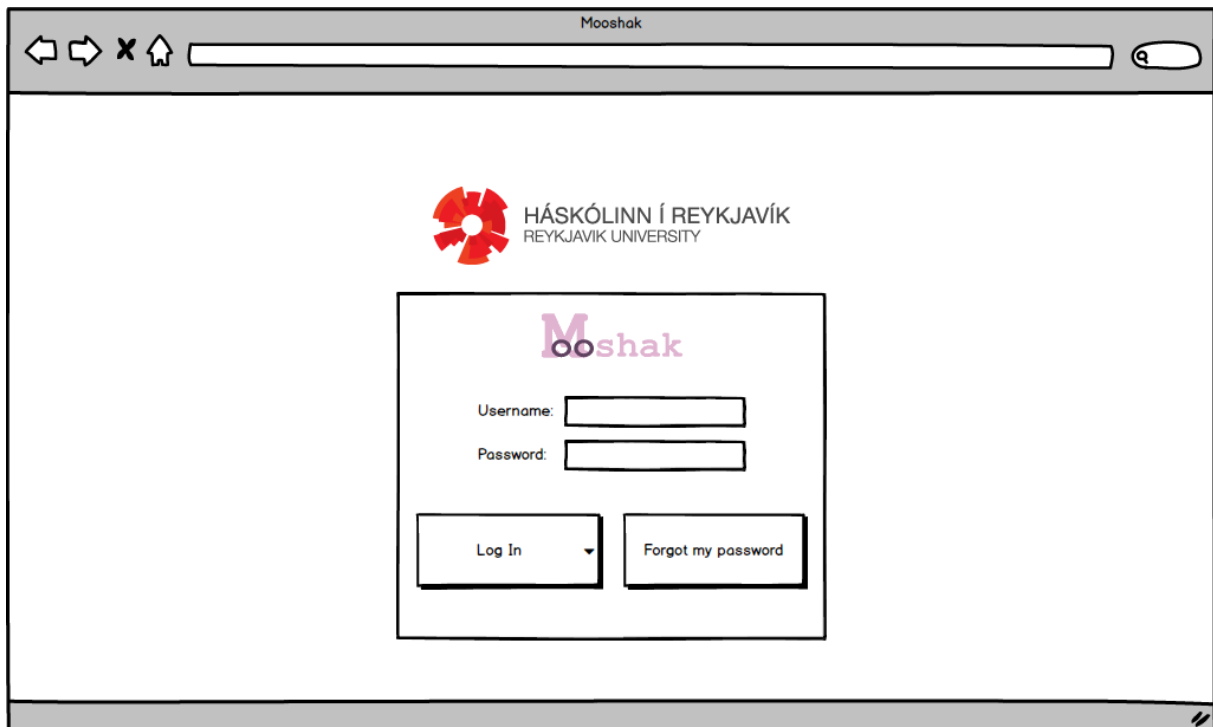 Mooshak
HÁSKÓLINN Í REYKJAVÍK
REYKJAVIK UNIVERSITY
Mooshak
Username:
Password:
Log In
Forgot my password